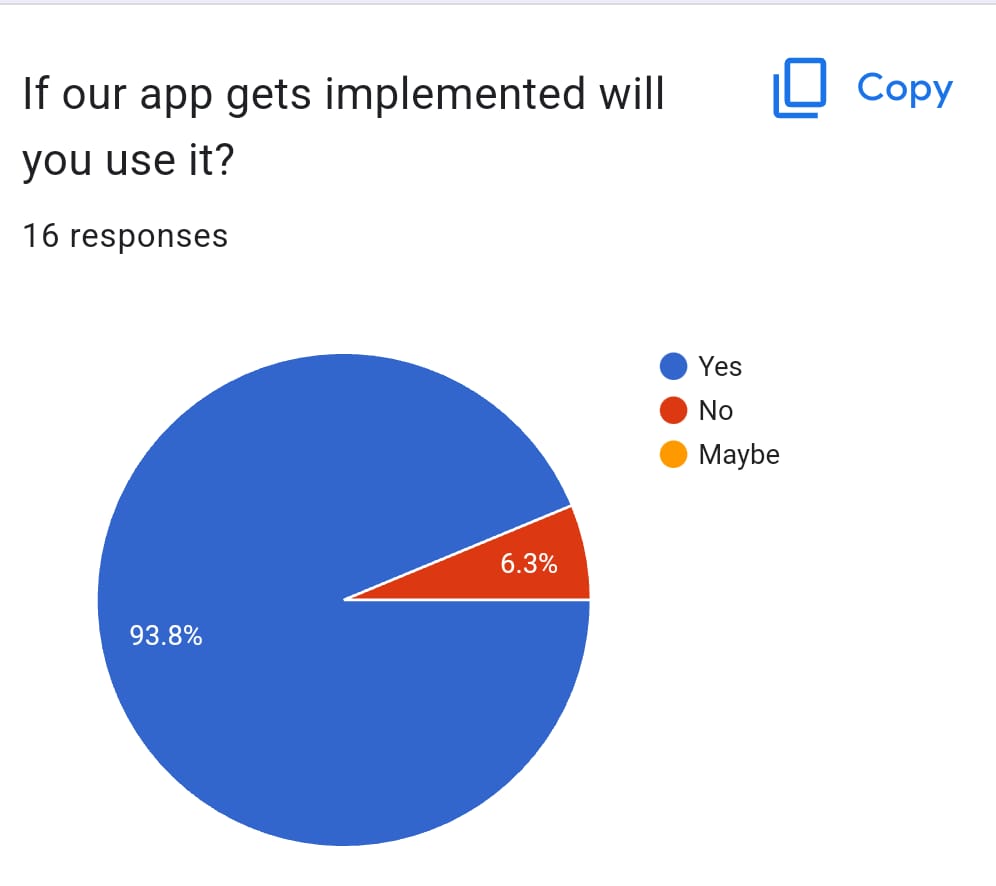 If our app gets implemented will
you use it?
Copy
16 responses
Yes
No
Maybe
6.3%
93.8%